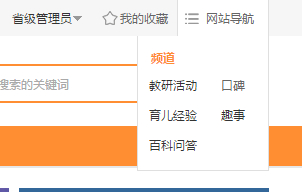 省级管理员 我的收藏 网站导航
频道
搜索的关键词
教研活动 口碑
育儿经验 趣事
百科问答